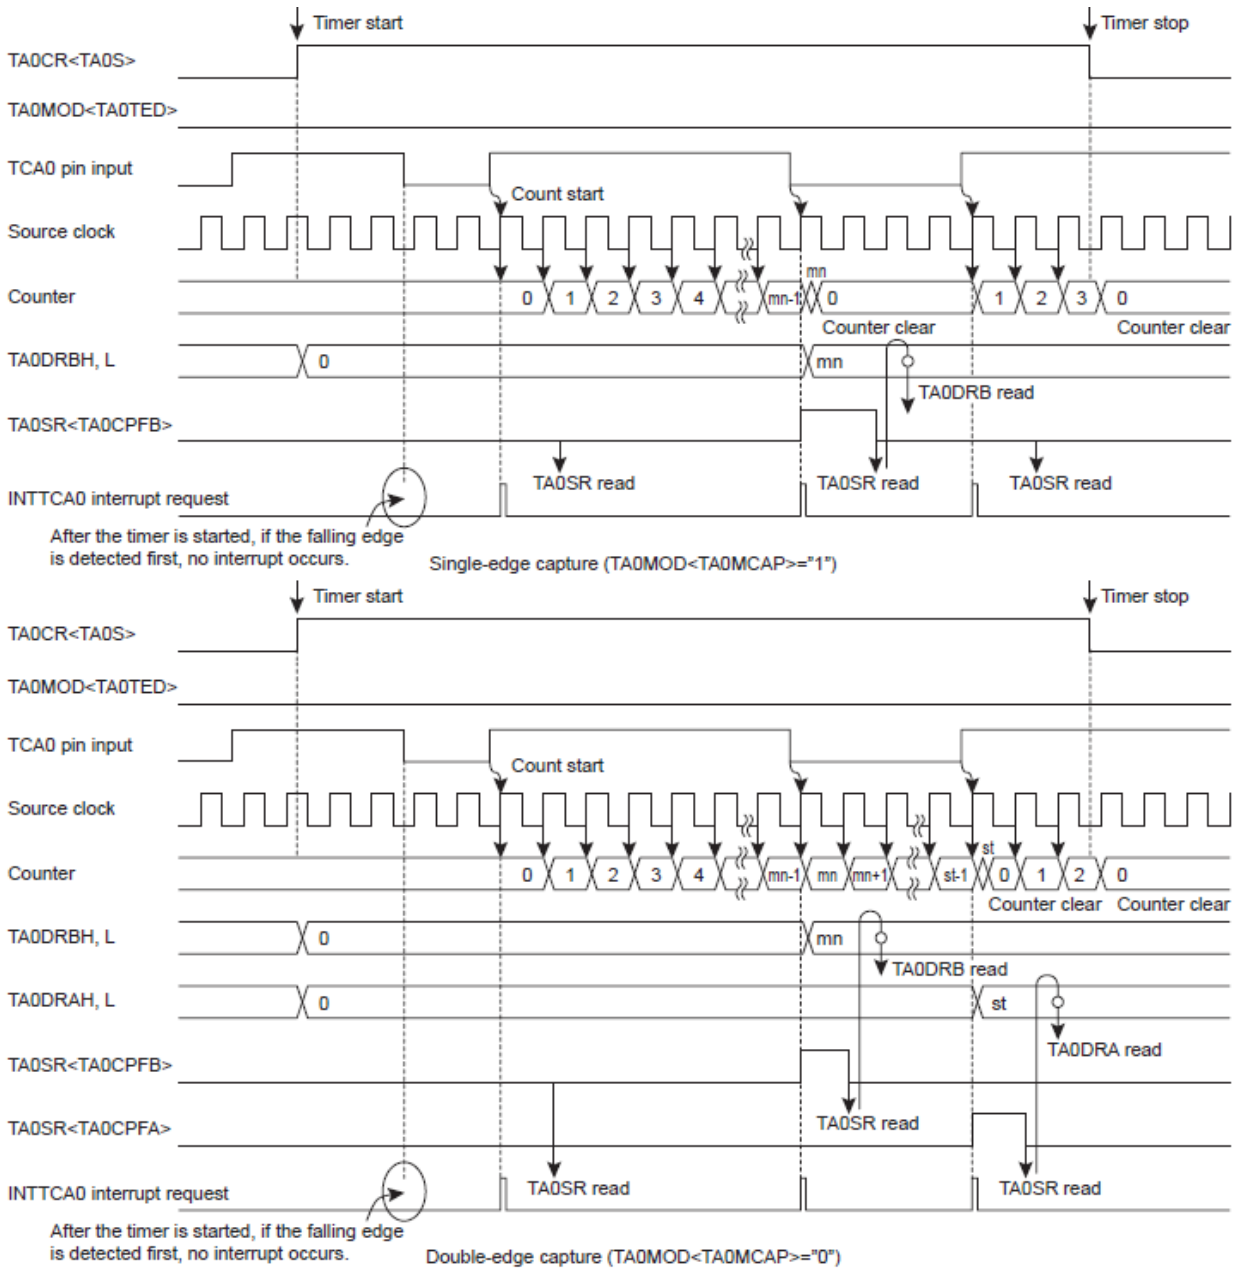 Timer start
Timer stop
TA0CR<TA0S>
TA0MOD<TA0TED>
TCA0 pin input
Count start
Source clock
mn
Counter 0 1 2 3 4 mn-1 0 1 2 3 0
Counter clear
Counter clear
TA0DRBH, L 0 mn
TA0DRB read
TA0SR<TA0CPFB>
TA0SR read
TA0SR read
TA0SR read
INTTCA0 interrupt request
After the timer is started, if the falling edge
is detected first, no interrupt occurs.
Single-edge capture (TA0MOD<TA0MCAP>="1")
Timer start
Timer stop
TA0CR<TA0S>
TA0MOD<TA0TED>
TCA0 pin input
Count start
Source clock
st
Counter 0 1 2 3 4 mn-1 mn mn+1 st-1 0 1 2 0
Counter clear
Counter clear
TA0DRBH, L 0 mn
TA0DRB read
TA0DRAH, L 0 st
TA0DRA read
TA0SR<TA0CPFB>
TA0SR read
TA0SR<TA0CPFA>
TA0SR read
TA0SR read
INTTCA0 interrupt request
After the timer is started, if the falling edge
is detected first, no interrupt occurs.
Double-edge capture (TA0MOD<TA0MCAP>="0")